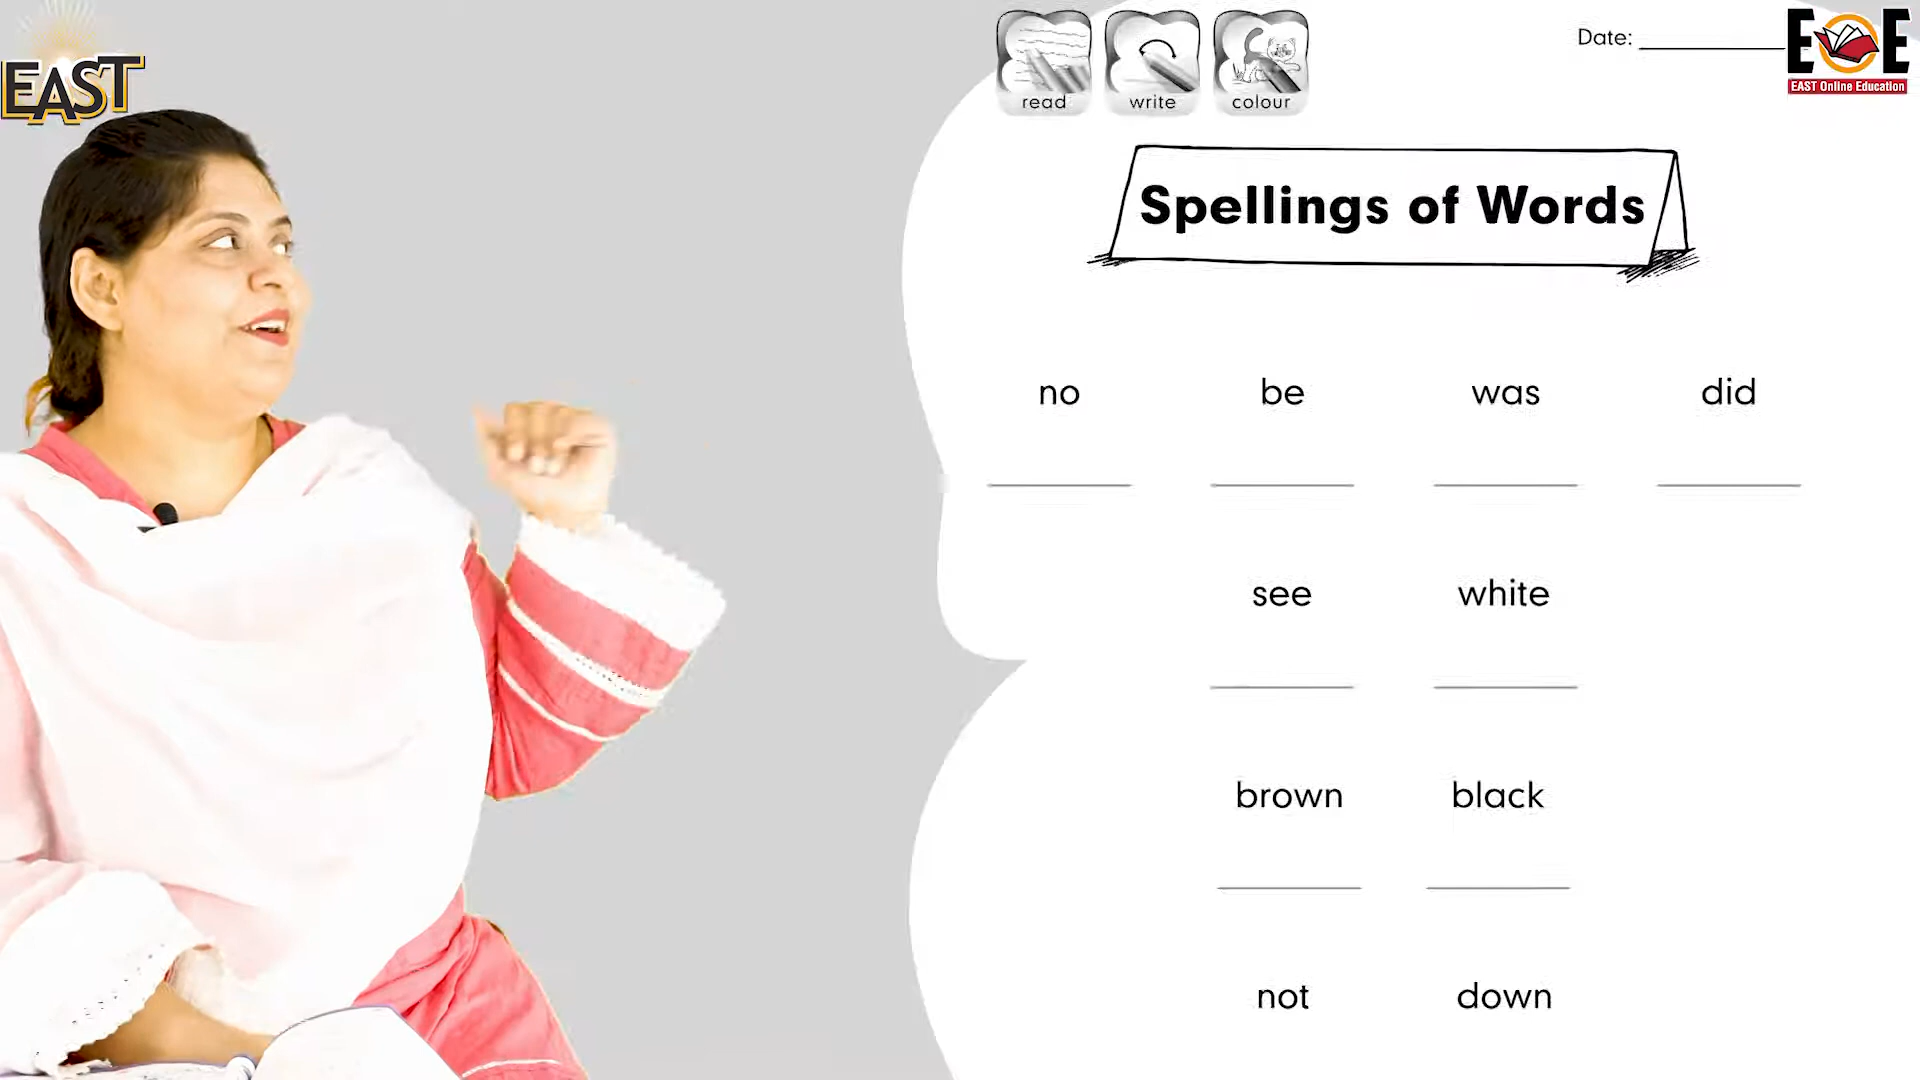 EAST
read write colour
Date:
EOE
EAST Online Education
Spellings of Words
no be was did
see white
brown black
not down